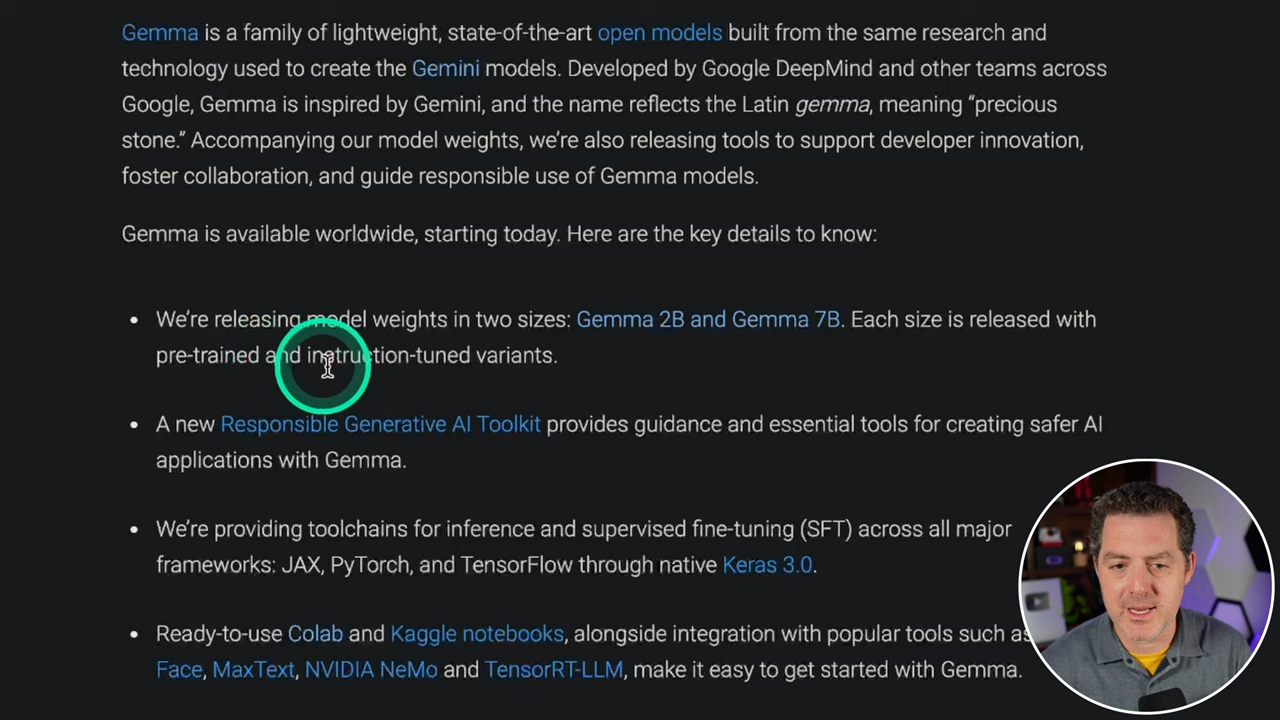 Gemma is a family of lightweight, state-of-the-art open models built from the same research and
technology used to create the Gemini models. Developed by Google DeepMind and other teams across
Google, Gemma is inspired by Gemini, and the name reflects the Latin gemma, meaning “precious
stone.” Accompanying our model weights, we’re also releasing tools to support developer innovation,
foster collaboration, and guide responsible use of Gemma models.
Gemma is available worldwide, starting today. Here are the key details to know:
• We’re releasing model weights in two sizes: Gemma 2B and Gemma 7B. Each size is released with
pre-trained and instruction-tuned variants.
• A new Responsible Generative AI Toolkit provides guidance and essential tools for creating safer AI
applications with Gemma.
• We’re providing toolchains for inference and supervised fine-tuning (SFT) across all major
frameworks: JAX, PyTorch, and TensorFlow through native Keras 3.0.
• Ready-to-use Colab and Kaggle notebooks, alongside integration with popular tools such as
Face, MaxText, NVIDIA NeMo and TensorRT-LLM, make it easy to get started with Gemma.